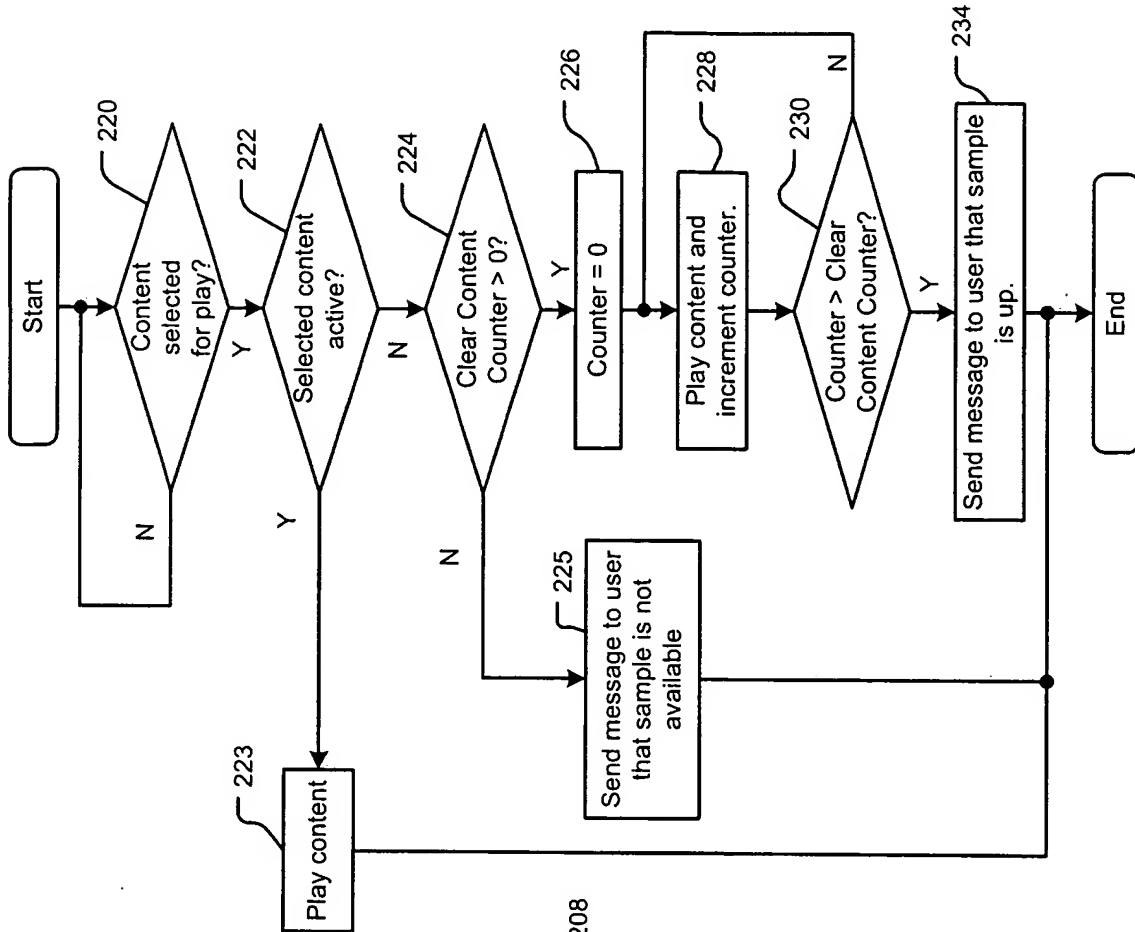 Start
220
Content
selected
for play?
N
Y
222
Selected content
active?
Y
N
223
Play content
224
Clear Content
Counter > 0?
N
Y
225
Send message to user
that sample is not
available
226
Counter = 0
228
Play content and
increment counter.
230
Counter > Clear
Content Counter?
N
Y
234
Send message to user that sample
is up.
208
End